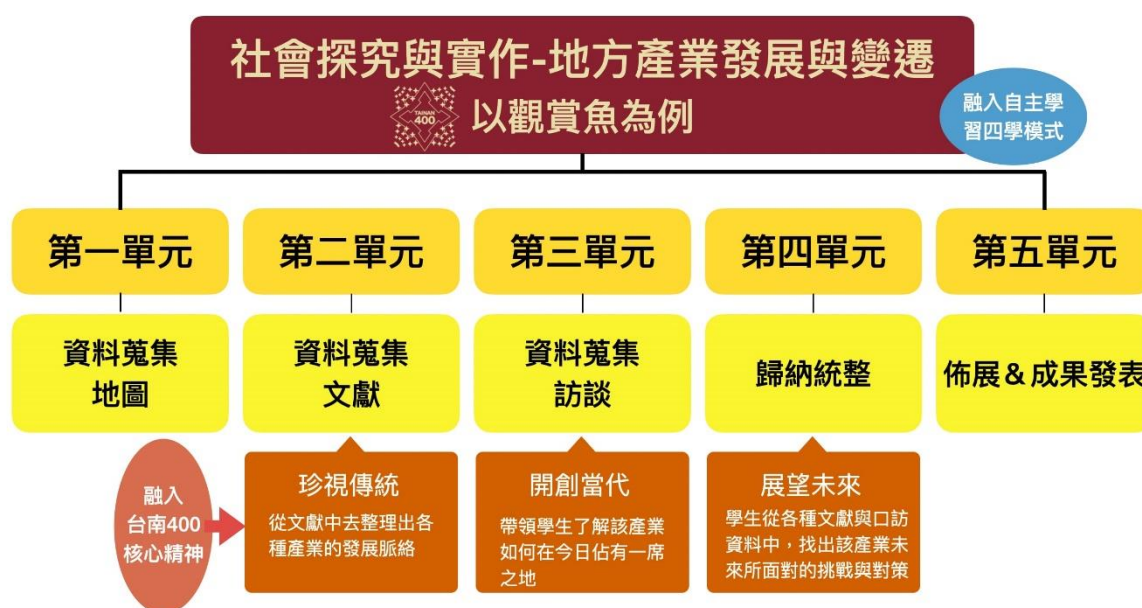 社會探究與實作-地方產業發展與變遷
TAINAN
400
以觀賞魚為例
融入自主學
習四學模式
第一單元
第二單元
第三單元
第四單元
第五單元
資料蒐集
地圖
資料蒐集
文獻
資料蒐集
訪談
歸納統整
佈展&成果發表
融入
台南400
核心精神
珍視傳統
從文獻中去整理出各
種產業的發展脈絡
開創當代
帶領學生了解該產業
如何在今日佔有一席
之地
展望未來
學生從各種文獻與口訪
資料中，找出該產業未
來所面對的挑戰與對策